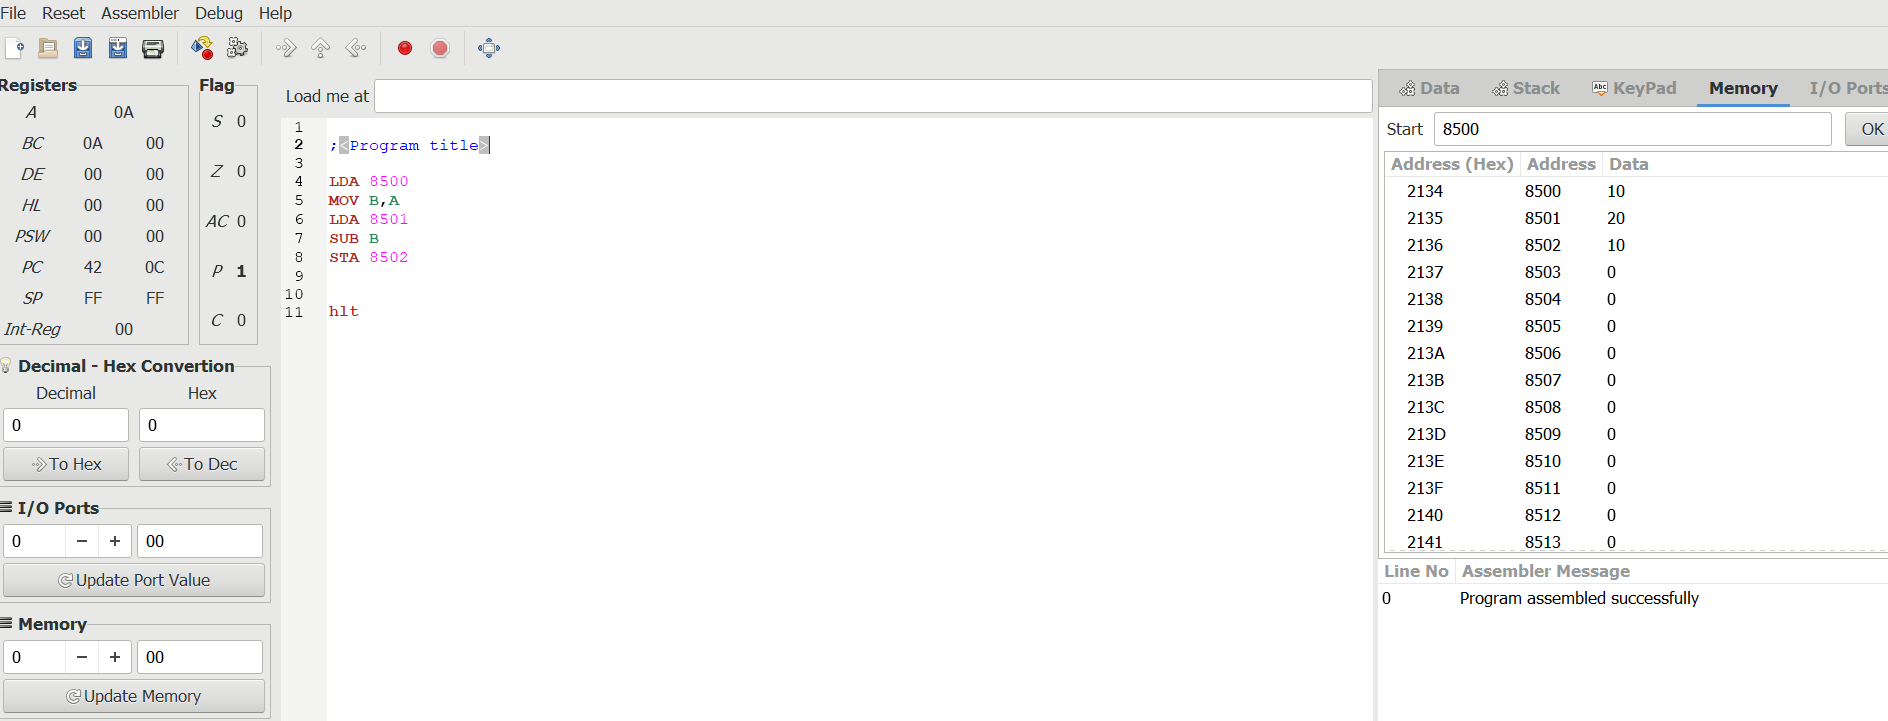 File Reset Assembler Debug Help
Registers
A 0A
BC 0A 00
DE 00 00
HL 00 00
PSW 00 00
PC 42 0C
SP FF FF
Int-Reg 00
Flag
S 0
Z 0
AC 0
P 1
C 0
Decimal - Hex Convertion
Decimal Hex
0 0
To Hex To Dec
I/O Ports
0 − + 00
Update Port Value
Memory
0 − + 00
Update Memory
Load me at
1
2 ;<Program title>
3
4 LDA 8500
5 MOV B,A
6 LDA 8501
7 SUB B
8 STA 8502
9
10
11 hlt
Data Stack Abc KeyPad Memory I/O Ports
Start 8500 OK
Address (Hex) Address Data
2134 8500 10
2135 8501 20
2136 8502 10
2137 8503 0
2138 8504 0
2139 8505 0
213A 8506 0
213B 8507 0
213C 8508 0
213D 8509 0
213E 8510 0
213F 8511 0
2140 8512 0
2141 8513 0
Line No Assembler Message
0 Program assembled successfully